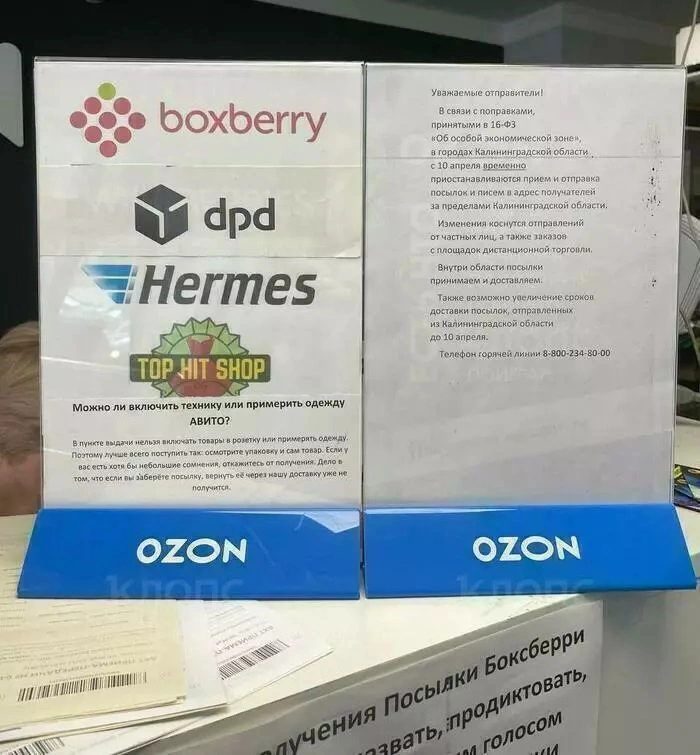 boxberry
dpd
Hermes
TOP HIT SHOP
Можно ли включить технику или примерить одежду
АВИТО?
В пункте выдачи нельзя включать товары в розетку или примерять одежду.
Поэтому лучше всего поступить так: осмотрите упаковку и сам товар. Если у
вас есть хотя бы небольшие сомнения, откажитесь от получения. Дело в
том, что если вы заберёте посылку, вернуть её через нашу доставку уже не
получится.
OZON
Уважаемые отправители!
В связи с поправками,
принятыми в 16-ФЗ
«Об особой экономической зоне»,
в городах Калининградской области
с 10 апреля временно
приостанавливаются прием и отправка
посылок и писем в адрес получателей
за пределами Калининградской области.
Изменения коснутся отправлений
от частных лиц, а также заказов
с площадок дистанционной торговли.
Внутри области посылки
принимаем и доставляем.
Также возможно увеличение сроков
доставки посылок, отправленных
из Калининградской области
до 10 апреля.
Телефон горячей линии 8-800-234-80-00
OZON
клопс
клопс
лучения Посылки Боксберри
звать, продиктовать,
голосом